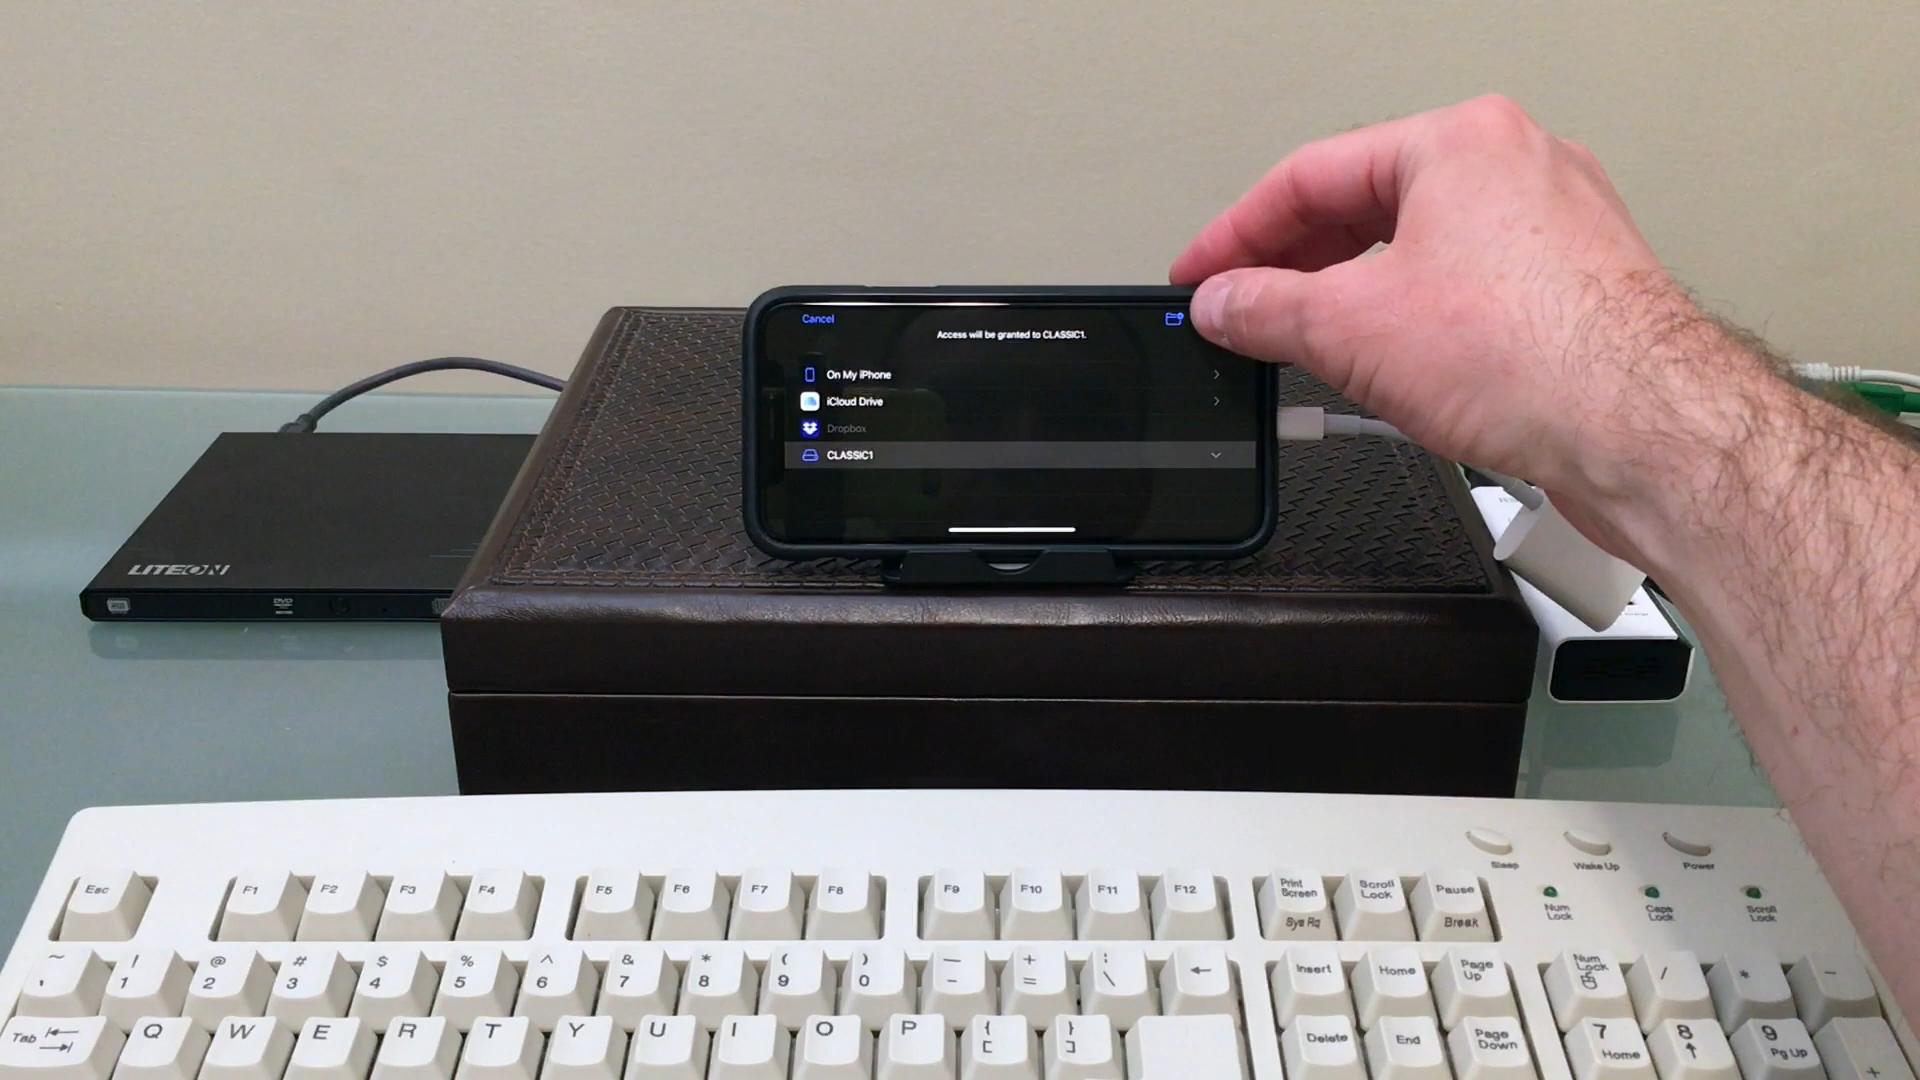 Cancel
Access will be granted to CLASSIC1.
On My iPhone
iCloud Drive
Dropbox
CLASSIC1
LITEON
DVD
Sleep Wake Up Power
Num Lock Caps Lock Scroll Lock
Esc F1 F2 F3 F4 F5 F6 F7 F8 F9 F10 F11 F12 Print Screen Sys Rq Scroll Lock Pause Break
~ ! @ # $ % ^ & * ( ) — + ¦
1 2 3 4 5 6 7 8 9 0 - = \ ← Insert Home Page Up Num Lock / * −
Tab Q W E R T Y U I O P { [ } ] Delete End Page Down 7 Home 8 ↑ 9 Pg Up +